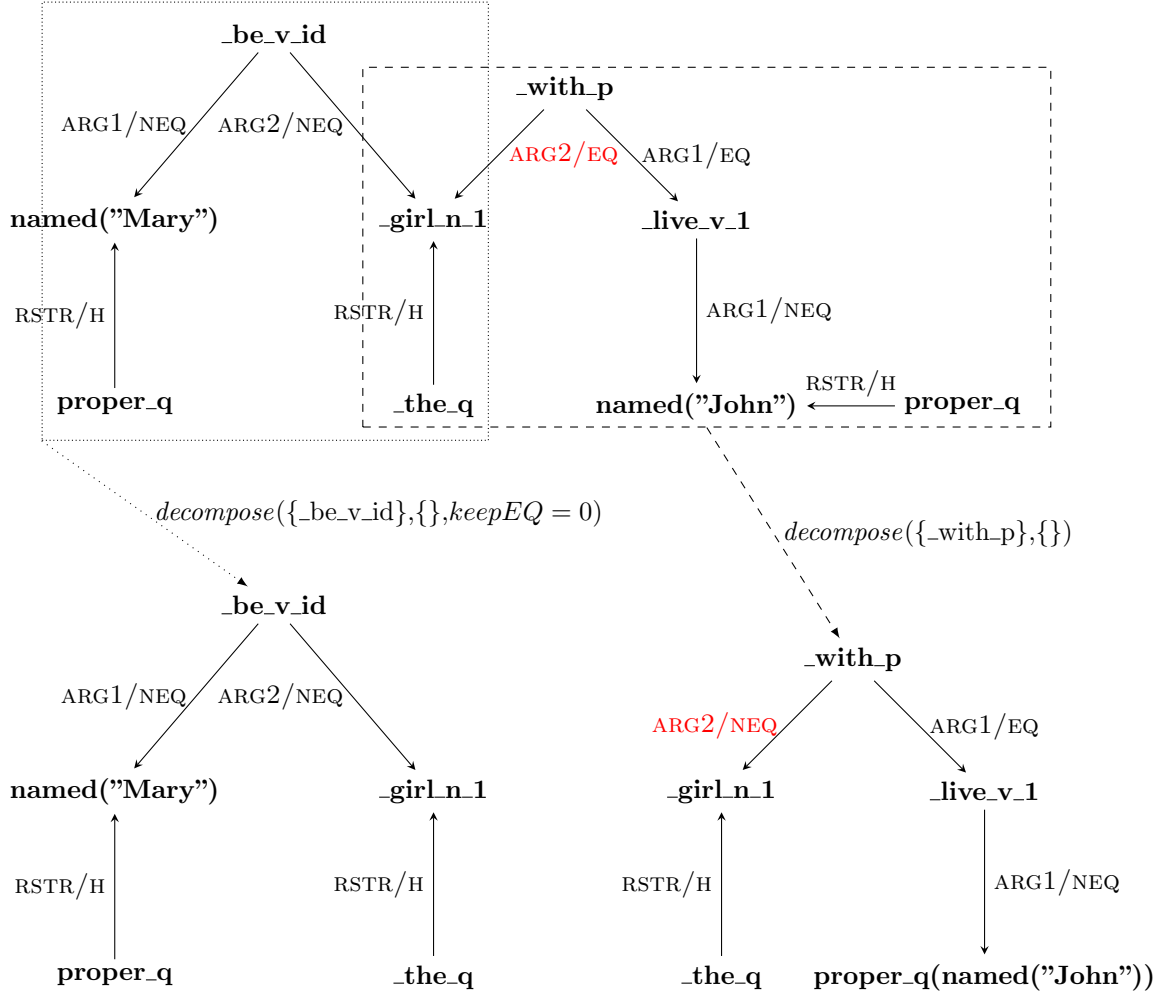 _be_v_id
_with_p
ARG1/NEQ
ARG2/NEQ
ARG2/EQ
ARG1/EQ
named("Mary")
_girl_n_1
_live_v_1
RSTR/H
RSTR/H
ARG1/NEQ
proper_q
_the_q
named("John")
RSTR/H
proper_q
decompose({_be_v_id},{},keepEQ = 0)
decompose({_with_p},{})
_be_v_id
_with_p
ARG1/NEQ
ARG2/NEQ
ARG2/NEQ
ARG1/EQ
named("Mary")
_girl_n_1
_girl_n_1
_live_v_1
RSTR/H
RSTR/H
RSTR/H
ARG1/NEQ
proper_q
_the_q
_the_q
proper_q(named("John"))